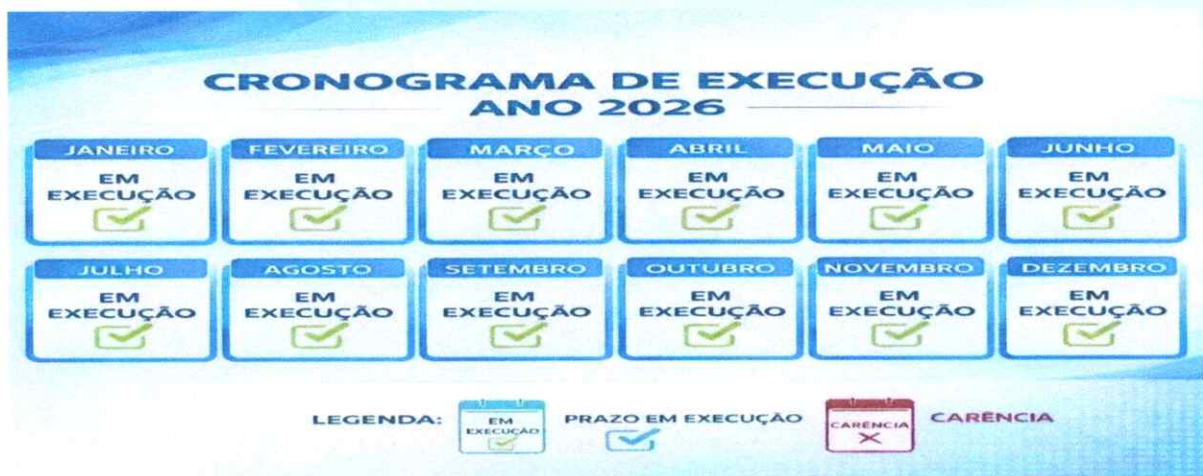 CRONOGRAMA DE EXECUÇÃO
ANO 2026
JANEIRO FEVEREIRO MARÇO ABRIL MAIO JUNHO
EM EM EM EM EM EM
EXECUÇÃO EXECUÇÃO EXECUÇÃO EXECUÇÃO EXECUÇÃO EXECUÇÃO
JULHO AGOSTO SETEMBRO OUTUBRO NOVEMBRO DEZEMBRO
EM EM EM EM EM EM
EXECUÇÃO EXECUÇÃO EXECUÇÃO EXECUÇÃO EXECUÇÃO EXECUÇÃO
LEGENDA: EM EXECUÇÃO PRAZO EM EXECUÇÃO CARÊNCIA CARÊNCIA